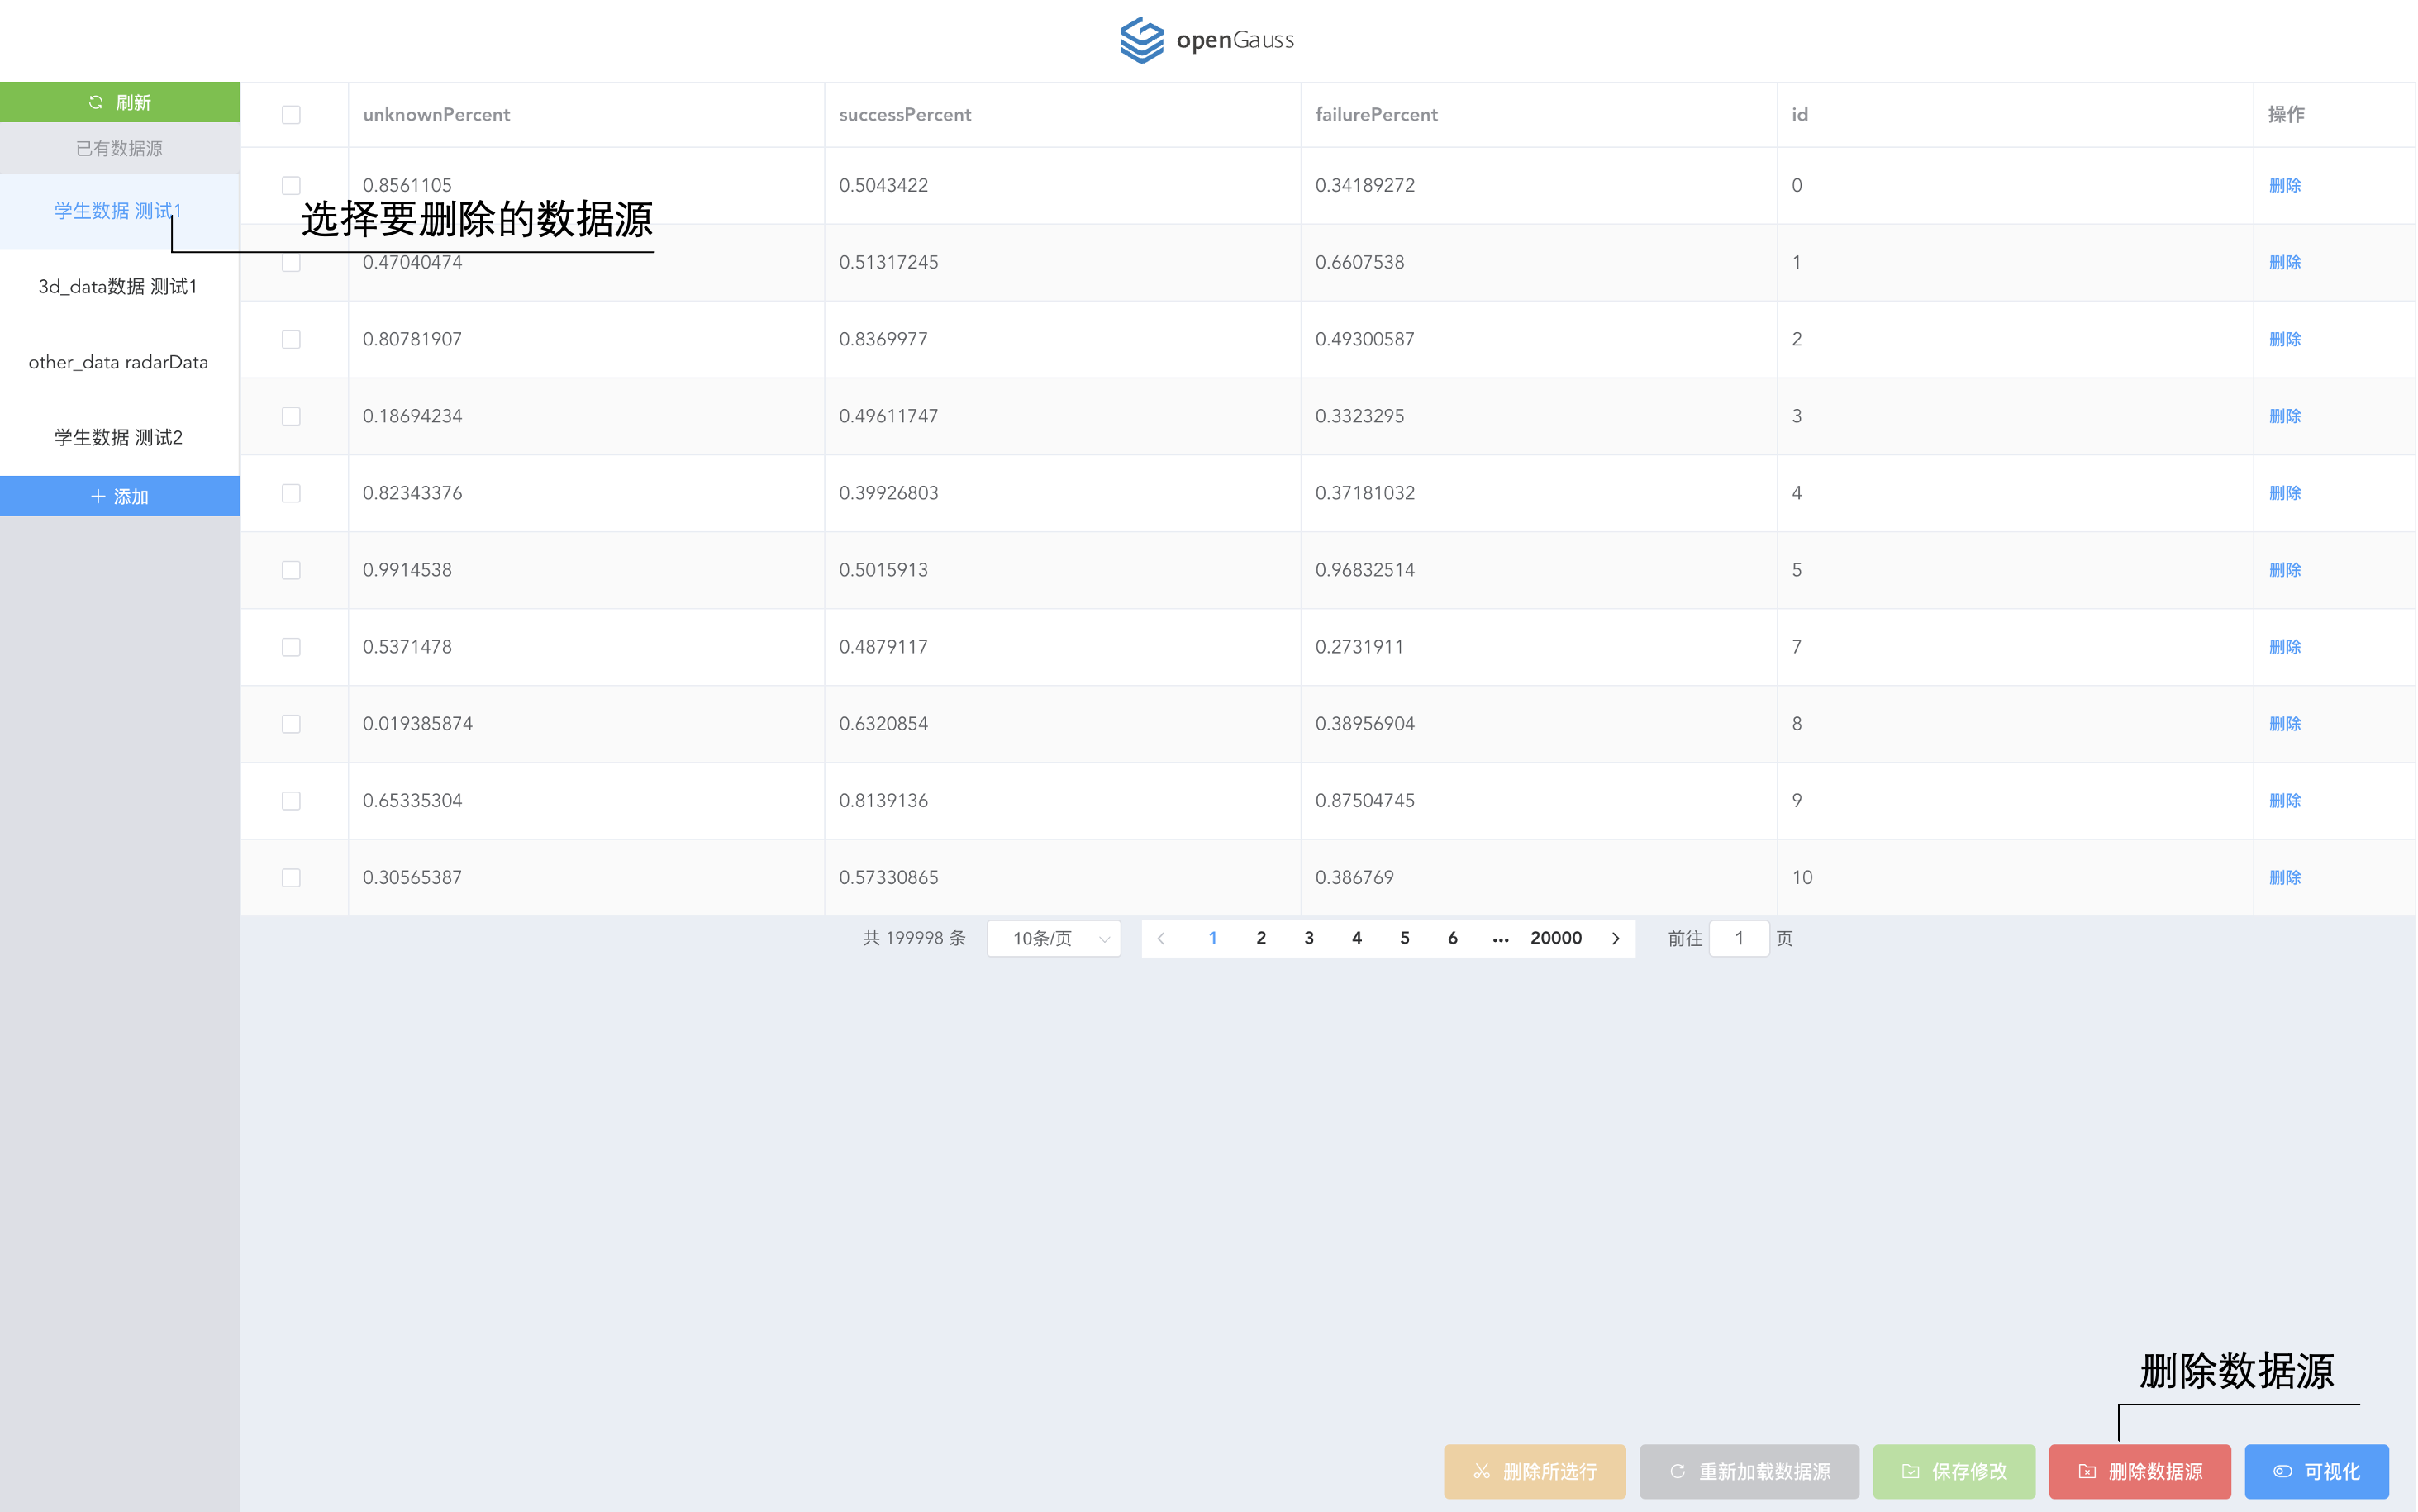 openGauss
刷新
已有数据源
学生数据 测试1
3d_data数据 测试1
other_data radarData
学生数据 测试2
添加
选择要删除的数据源
unknownPercent successPercent failurePercent id 操作
0.8561105 0.5043422 0.34189272 0 删除
0.47040474 0.51317245 0.6607538 1 删除
0.80781907 0.8369977 0.49300587 2 删除
0.18694234 0.49611747 0.3323295 3 删除
0.82343376 0.39926803 0.37181032 4 删除
0.9914538 0.5015913 0.96832514 5 删除
0.5371478 0.4879117 0.2731911 7 删除
0.019385874 0.6320854 0.38956904 8 删除
0.65335304 0.8139136 0.87504745 9 删除
0.30565387 0.57330865 0.386769 10 删除
共 199998 条 10条/页 1 2 3 4 5 6 ... 20000 前往 1 页
删除数据源
删除所选行 重新加载数据源 保存修改 删除数据源 可视化